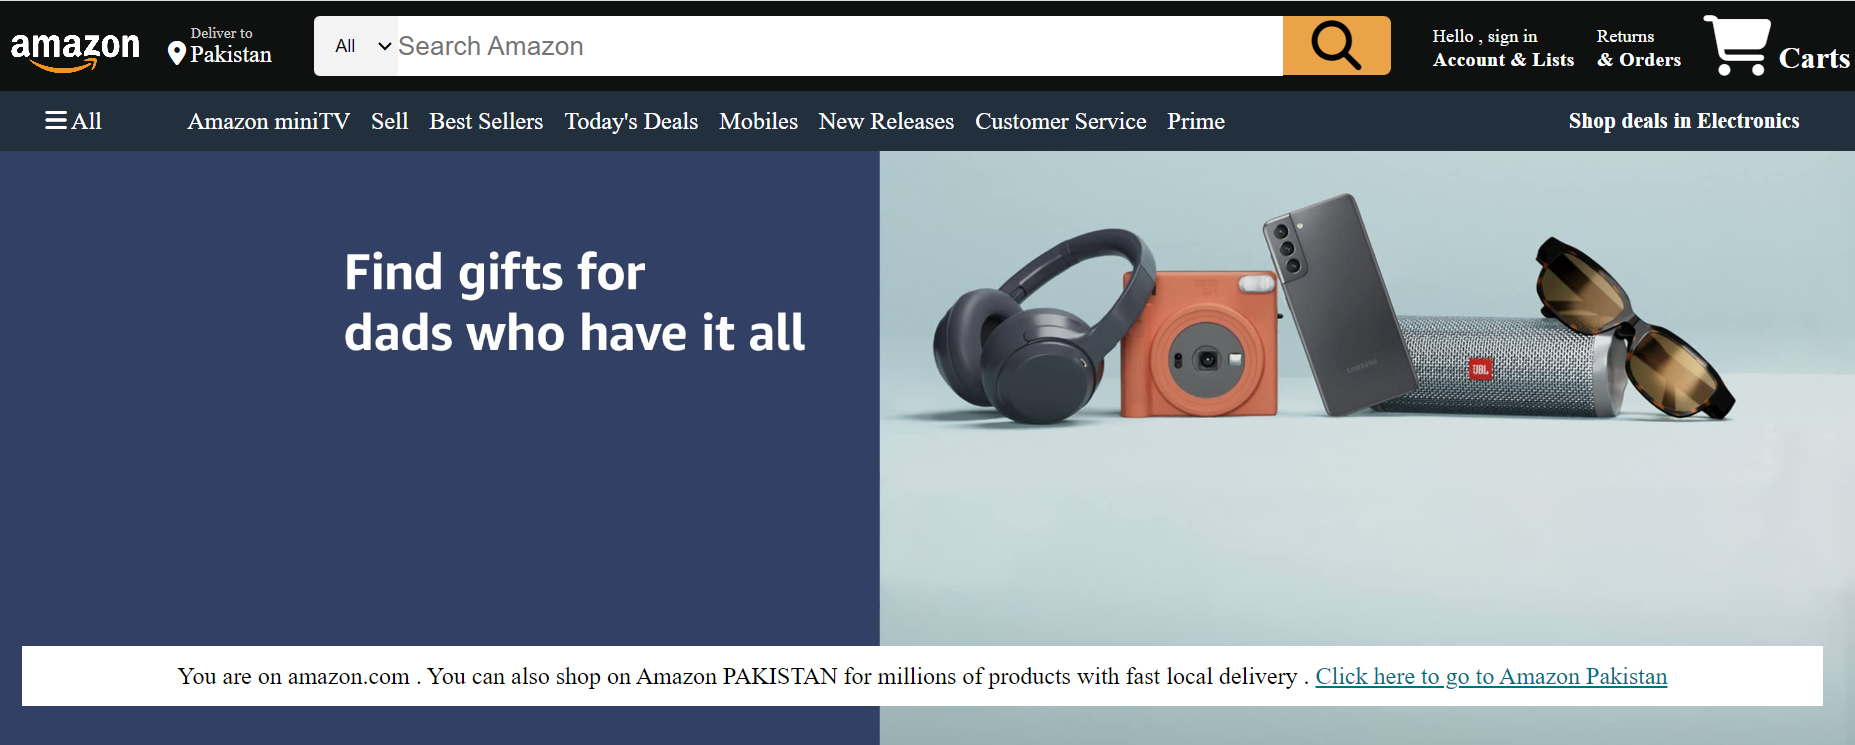 amazon
Deliver to
Pakistan
All
Search Amazon
Hello , sign in
Account & Lists
Returns
& Orders
Carts
All
Amazon miniTV Sell Best Sellers Today's Deals Mobiles New Releases Customer Service Prime
Shop deals in Electronics
Find gifts for
dads who have it all
SAMSUNG
JBL
You are on amazon.com . You can also shop on Amazon PAKISTAN for millions of products with fast local delivery . Click here to go to Amazon Pakistan